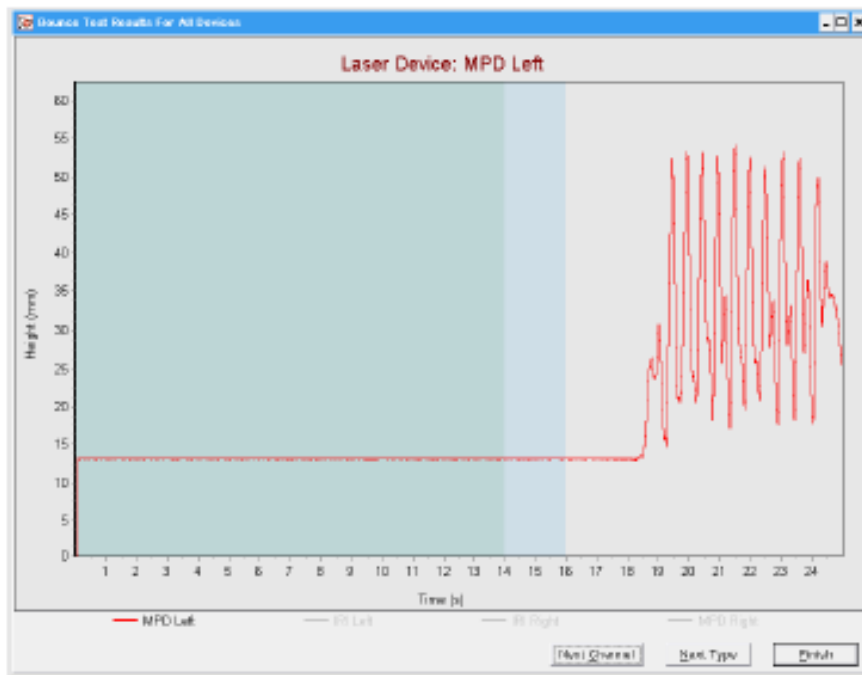 Bounce Test Results For All Devices
Laser Device: MPD Left
Height (mm)
60
55
50
45
40
35
30
25
20
15
10
5
0
1 2 3 4 5 6 7 8 9 10 11 12 13 14 15 16 17 18 19 20 21 22 23 24
Time (s)
MPD Left IRI Left IRI Right MPD Right
Next Channel Next Type Finish